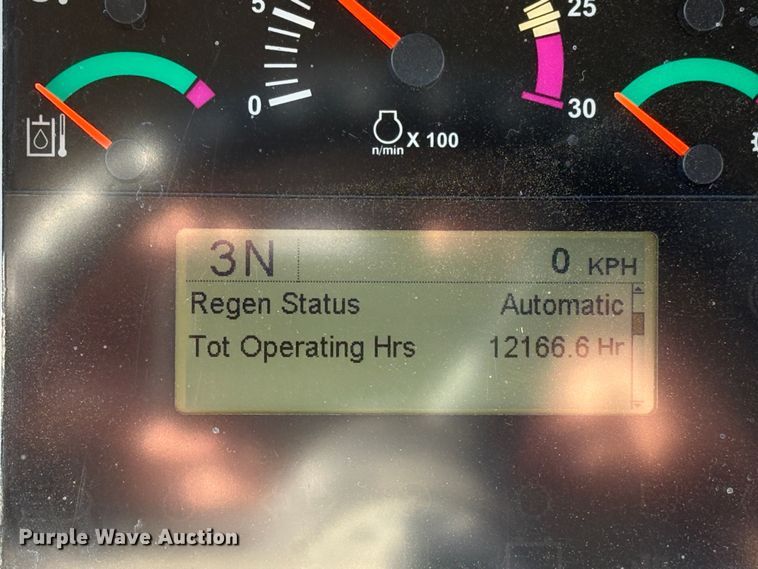 5
25
0
30
n/min X 100
3N 0 KPH
Regen Status Automatic
Tot Operating Hrs 12166.6 Hr
Purple Wave Auction